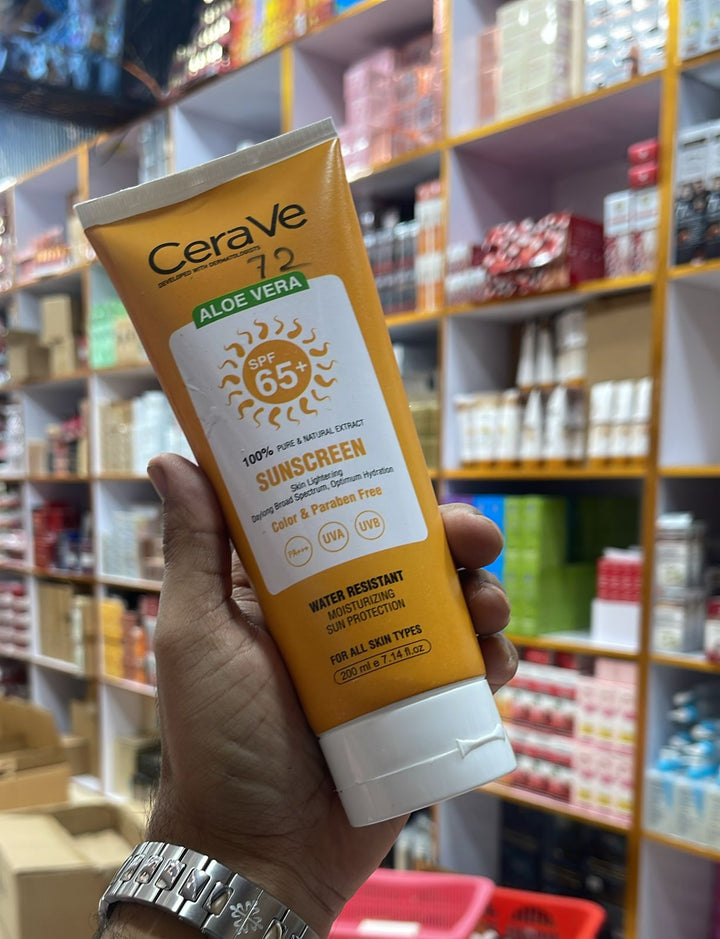 CeraVe
DEVELOPED WITH DERMATOLOGISTS
72
ALOE VERA
SPF
65+
100% PURE & NATURAL EXTRACT
SUNSCREEN
Skin Lightening
Daylong Broad Spectrum, Optimum Hydration
Color & Paraben Free
PA+++ UVA UVB
WATER RESISTANT
MOISTURIZING
SUN PROTECTION
FOR ALL SKIN TYPES
200 ml e 7.14 fl.oz